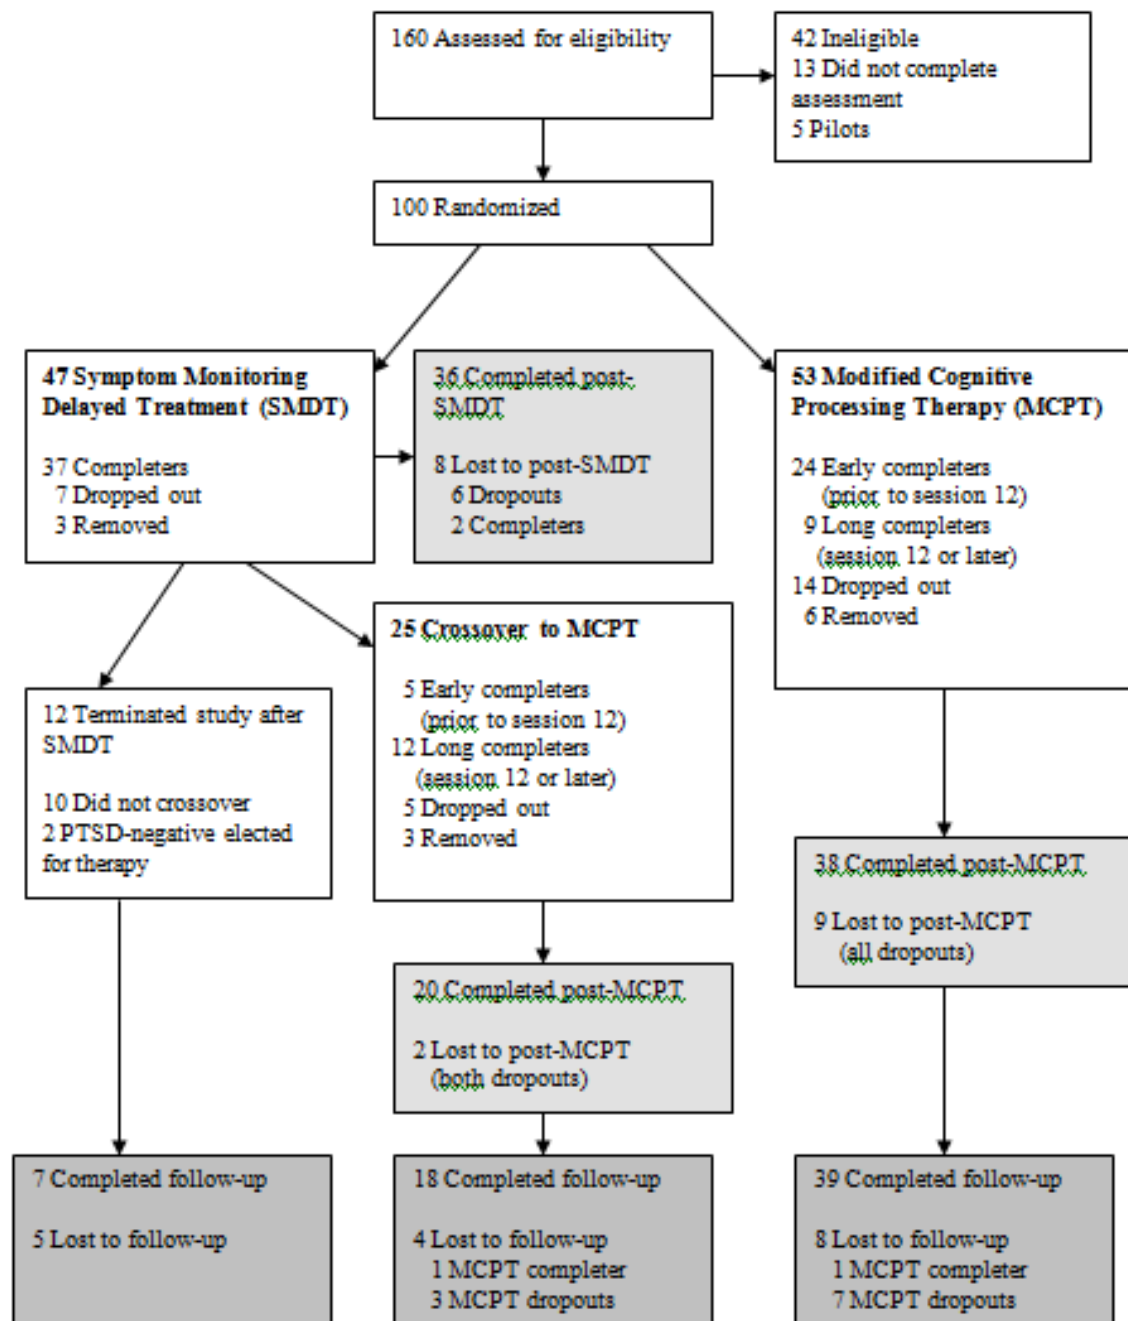 160 Assessed for eligibility
42 Ineligible
13 Did not complete
assessment
5 Pilots
100 Randomized
47 Symptom Monitoring
Delayed Treatment (SMDT)
37 Completers
7 Dropped out
3 Removed
36 Completed post-
SMDT
8 Lost to post-SMDT
6 Dropouts
2 Completers
53 Modified Cognitive
Processing Therapy (MCPT)
24 Early completers
(prior to session 12)
9 Long completers
(session 12 or later)
14 Dropped out
6 Removed
25 Crossover to MCPT
5 Early completers
(prior to session 12)
12 Long completers
(session 12 or later)
5 Dropped out
3 Removed
12 Terminated study after
SMDT
10 Did not crossover
2 PTSD-negative elected
for therapy
38 Completed post-MCPT
9 Lost to post-MCPT
(all dropouts)
20 Completed post-MCPT
2 Lost to post-MCPT
(both dropouts)
7 Completed follow-up
5 Lost to follow-up
18 Completed follow-up
4 Lost to follow-up
1 MCPT completer
3 MCPT dropouts
39 Completed follow-up
8 Lost to follow-up
1 MCPT completer
7 MCPT dropouts